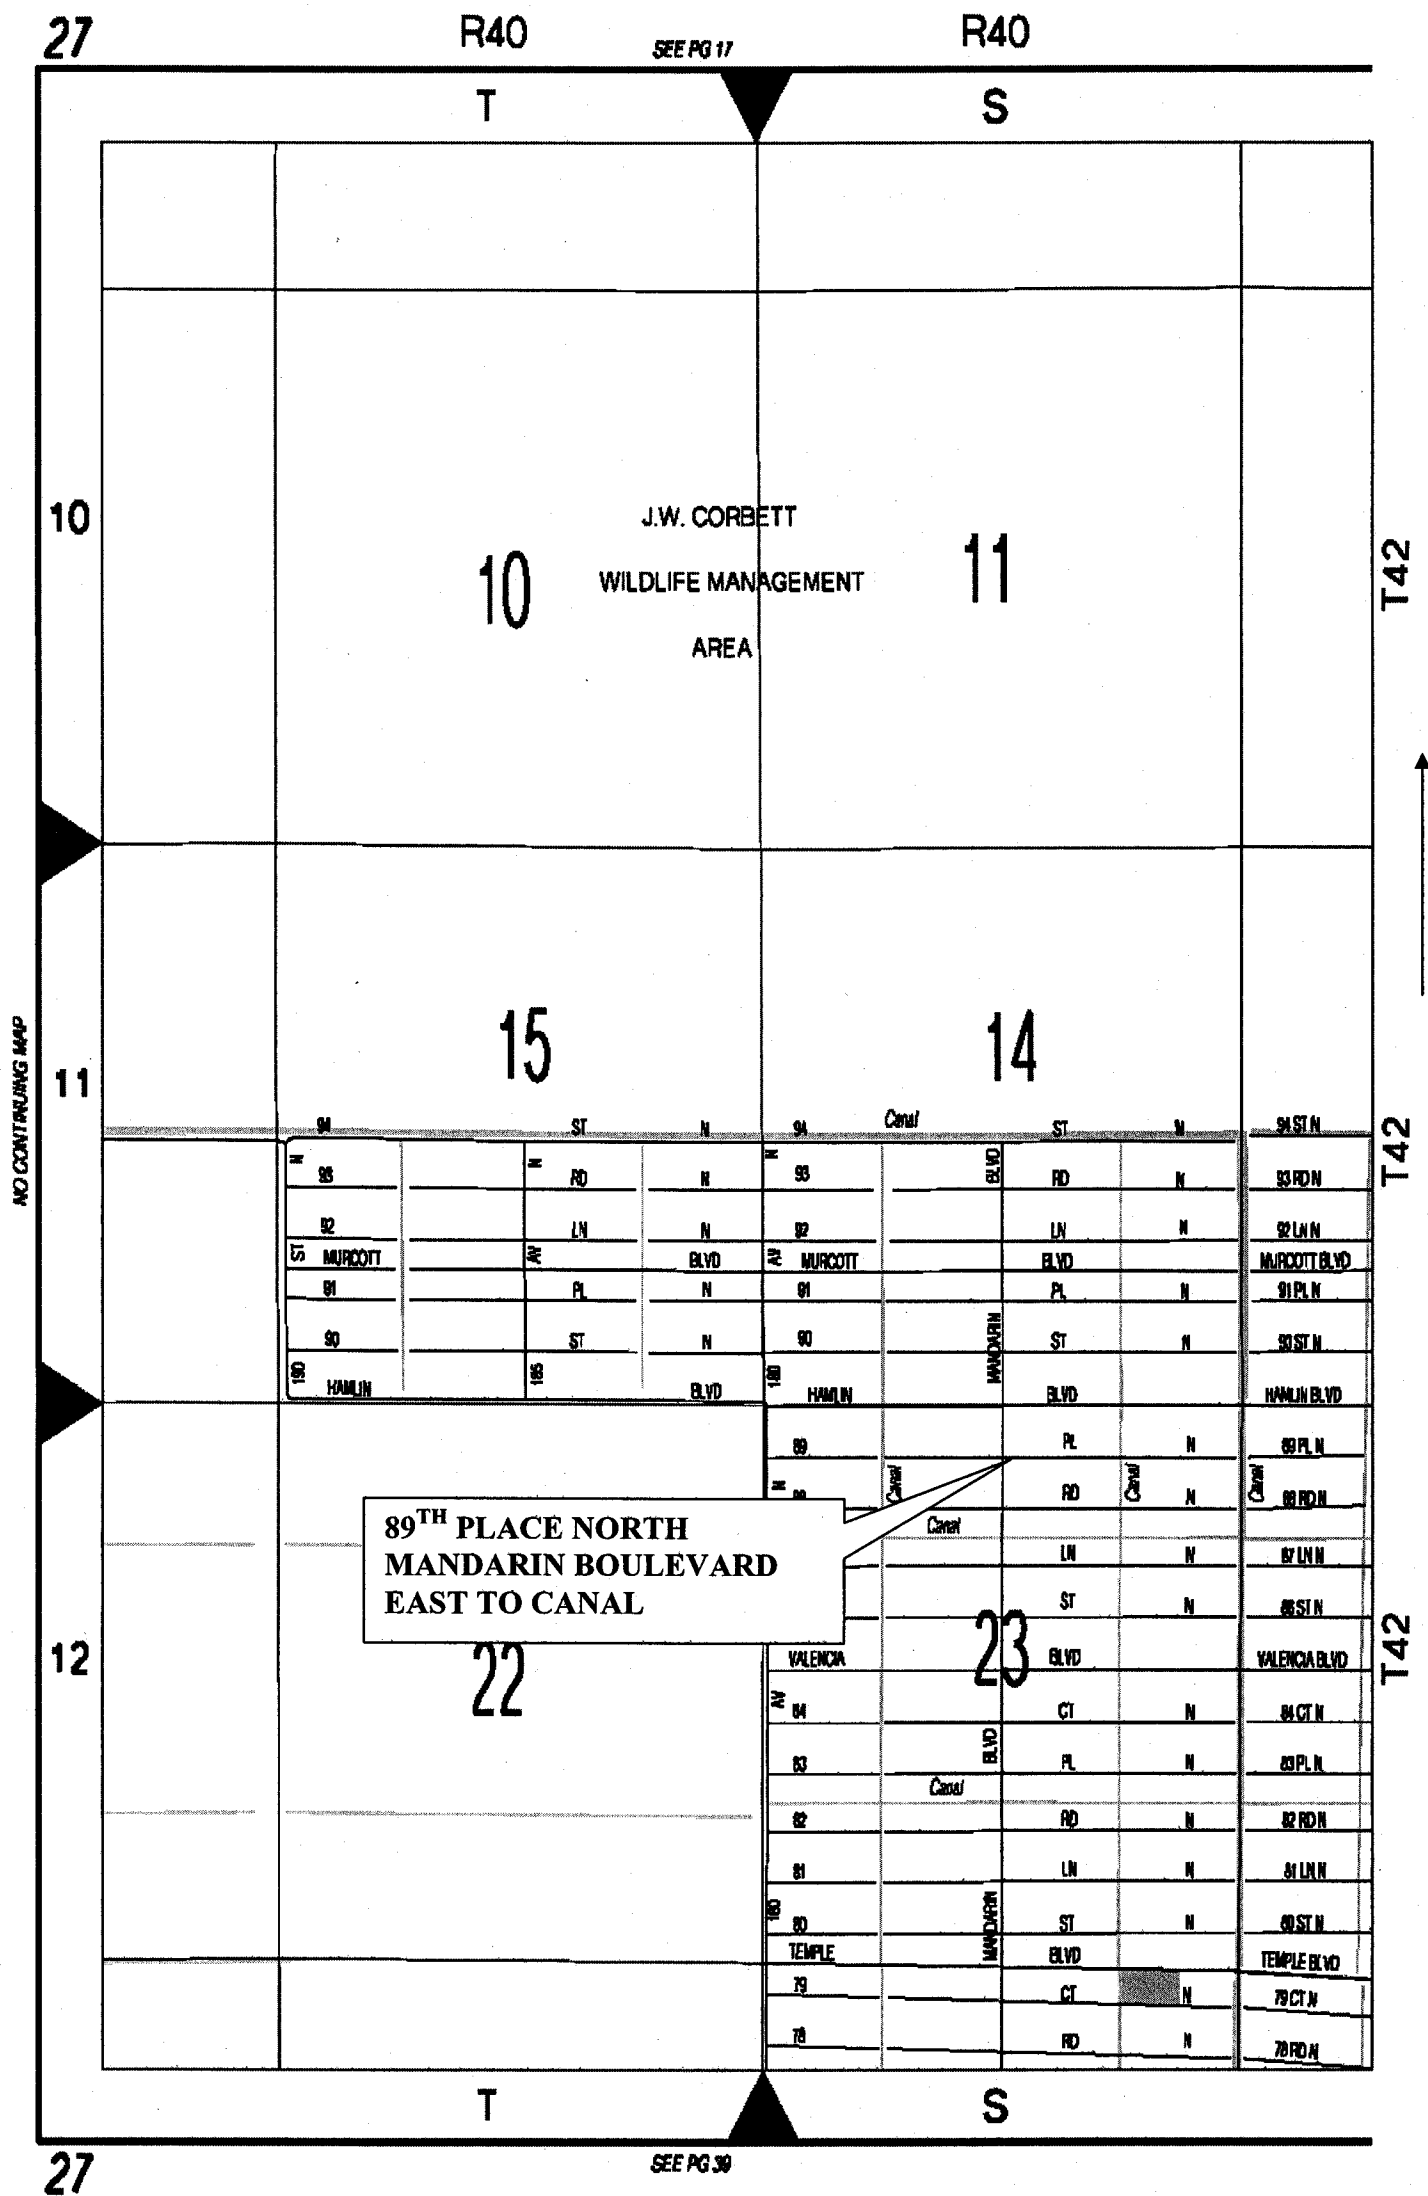 27 R40 SEE PG 17 R40
T S
10
J.W. CORBETT
10 11
WILDLIFE MANAGEMENT
AREA
T42
NO CONTINUING MAP
11
15 14
T42
94 ST N 94 Canal ST N 94 ST N
N N N BLVD
93 RD N 93 RD N 93 RD N
92 LN N 92 LN N 92 LN N
ST MURCOTT AV BLVD AV MURCOTT BLVD MURCOTT BLVD
91 PL N 91 PL N 91 PL N
MANDARIN
90 ST N 90 ST N 90 ST N
190 185 180
HAMLIN BLVD HAMLIN BLVD HAMLIN BLVD
89 PL N 89 PL N
N Canal RD Canal N Canal 88 RD N
89TH PLACE NORTH
MANDARIN BOULEVARD
EAST TO CANAL
Canal
LN N 87 LN N
ST N 86 ST N
12 22 23 T42
VALENCIA BLVD VALENCIA BLVD
AV 84 CT N 84 CT N
BLVD
83 PL N 83 PL N
Canal
82 RD N 82 RD N
81 LN N 81 LN N
180 MANDARIN
80 ST N 80 ST N
TEMPLE BLVD TEMPLE BLVD
79 CT N 79 CT N
78 RD N 78 RD N
T S
27 SEE PG 39